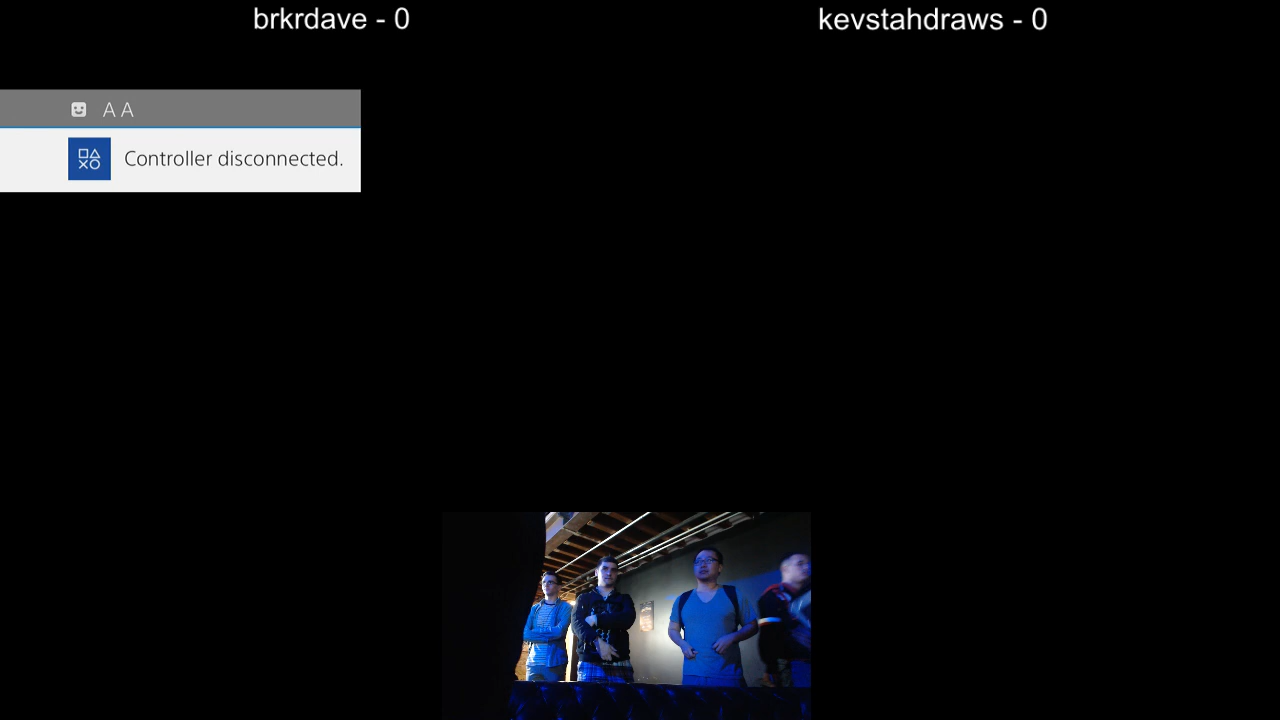 brkrdave - 0
kevstahdraws - 0
A A
Controller disconnected.